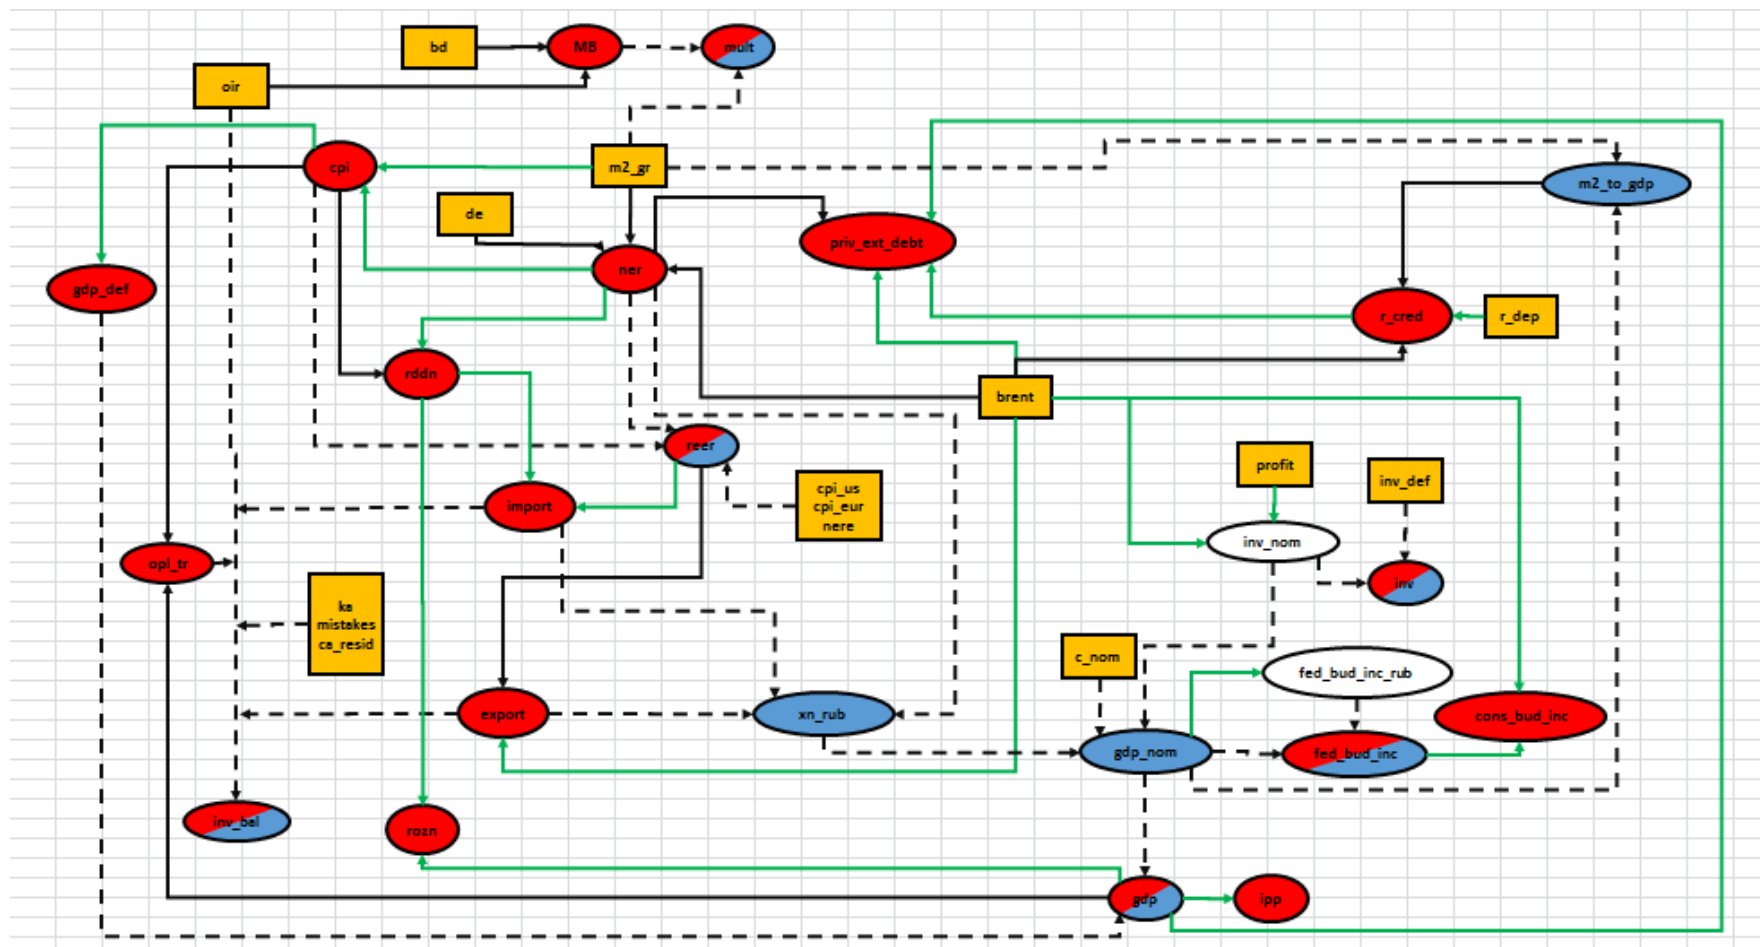 bd
MB
mult
oir
cpi
m2_gr
m2_to_gdp
de
priv_ext_debt
ner
gdp_def
r_cred
r_dep
rddn
brent
reer
profit
inv_def
cpi_us
cpi_eur
nere
import
inv_nom
opl_tr
inv
ka
mistakes
ca_resid
c_nom
fed_bud_inc_rub
export
xn_rub
cons_bud_inc
gdp_nom
fed_bud_inc
inv_bal
rozn
gdp
ipp